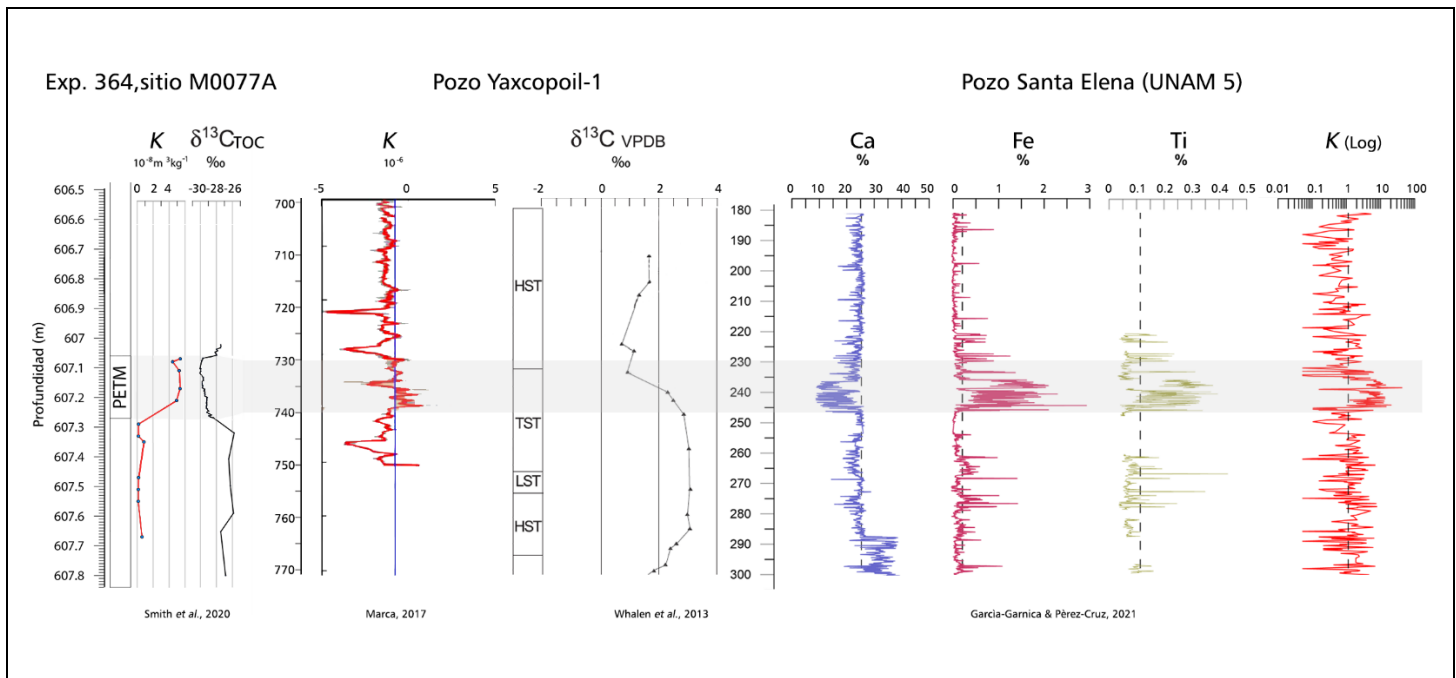 Exp. 364,sitio M0077A
Pozo Yaxcopoil-1
Pozo Santa Elena (UNAM 5)
K
10⁻⁸m ³kg⁻¹
0 2 4 6
δ¹³CTOC
‰
-30-28-26
K
10⁻⁶
-5 0 5
δ¹³C VPDB
‰
-2 0 2 4
Ca
%
0 10 20 30 40 50
Fe
%
0 1 2 3
Ti
%
0 0.1 0.2 0.3 0.4 0.5
K (Log)
0.01 0.10 1 10 100
Profundidad (m)
606.5
606.6
606.7
606.8
606.9
607
607.1
607.2
607.3
607.4
607.5
607.6
607.7
607.8
PETM
700
710
720
730
740
750
760
770
HST
TST
LST
HST
180
190
200
210
220
230
240
250
260
270
280
290
300
Smith et al., 2020
Marca, 2017
Whalen et al., 2013
Garcìa-Garnica & Pèrez-Cruz, 2021